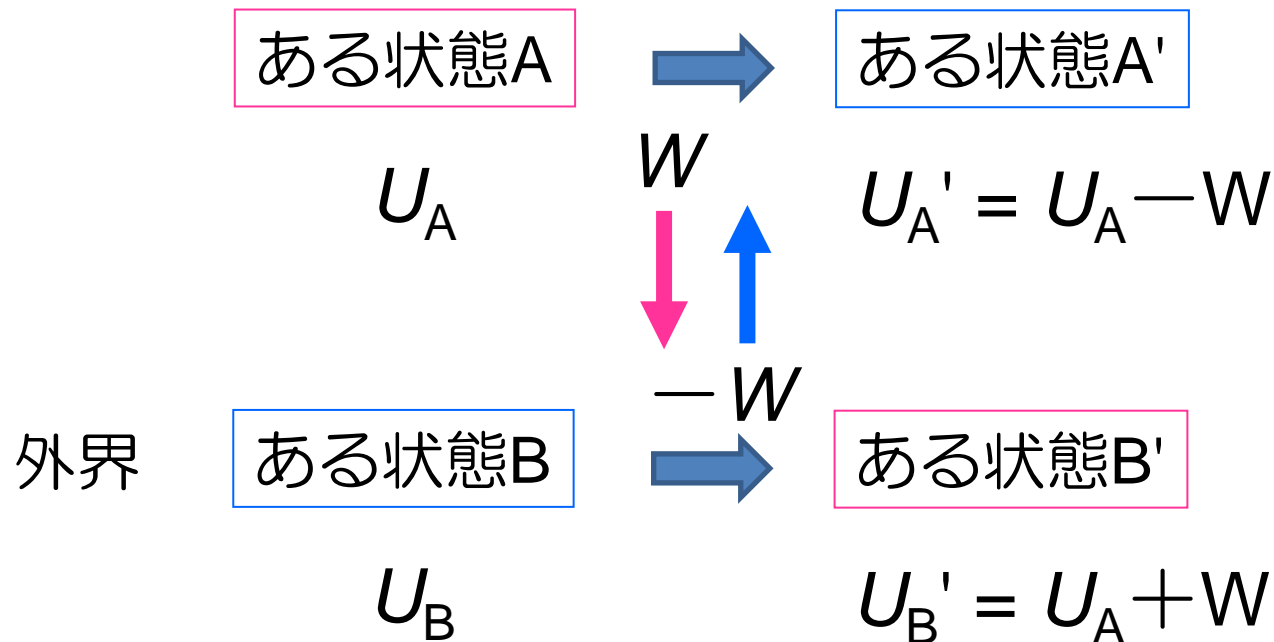 ある状態A
ある状態A'
W
UA
UA' = UA－W
－W
外界
ある状態B
ある状態B'
UB
UB' = UA＋W